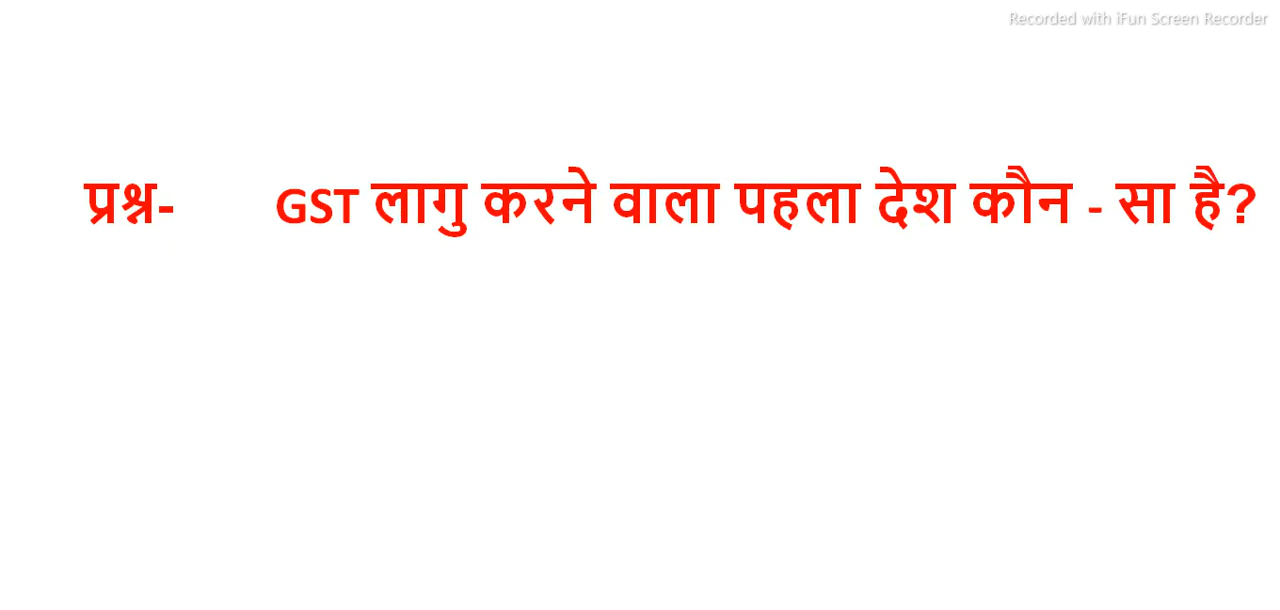 Recorded with iFun Screen Recorder
प्रश्न- GST लागु करने वाला पहला देश कौन - सा है?